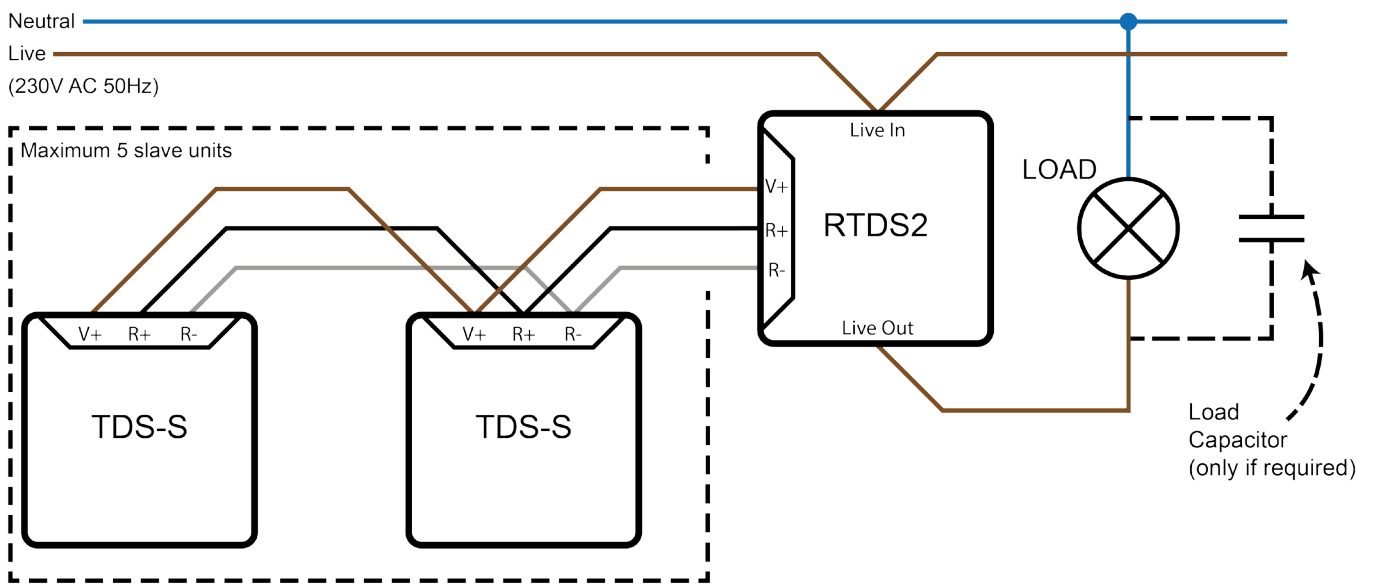 Neutral
Live
(230V AC 50Hz)
Maximum 5 slave units
Live In
V+
R+
R-
RTDS2
Live Out
LOAD
V+ R+ R-
TDS-S
V+ R+ R-
TDS-S
Load
Capacitor
(only if required)